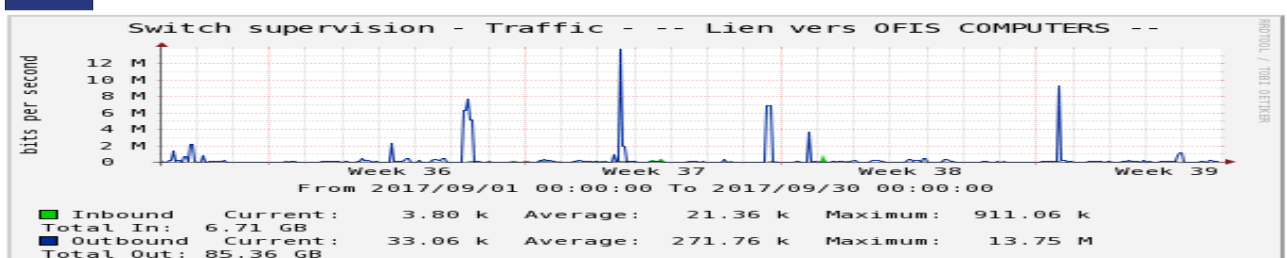 Switch supervision - Traffic - -- Lien vers OFIS COMPUTERS --
RRDTOOL / TOBI OETIKER
bits per second
12 M
10 M
8 M
6 M
4 M
2 M
0
Week 36 Week 37 Week 38 Week 39
From 2017/09/01 00:00:00 To 2017/09/30 00:00:00
Inbound Current: 3.80 k Average: 21.36 k Maximum: 911.06 k
Total In: 6.71 GB
Outbound Current: 33.06 k Average: 271.76 k Maximum: 13.75 M
Total Out: 85.36 GB